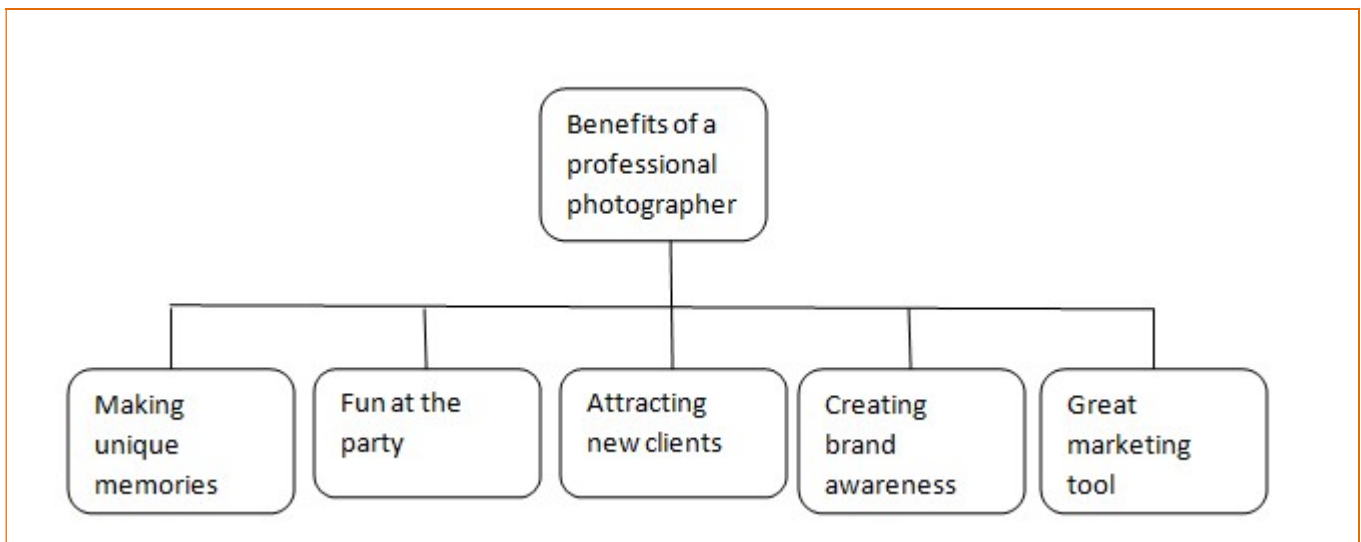 Benefits of a
professional
photographer
Making
unique
memories
Fun at the
party
Attracting
new clients
Creating
brand
awareness
Great
marketing
tool